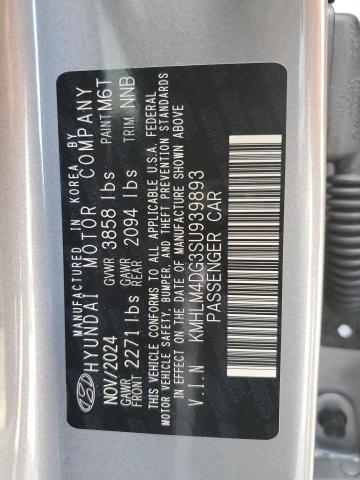 MANUFACTURED IN KOREA BY
HYUNDAI MOTOR COMPANY
NOV/2024 GVWR 3858 lbs PAINT M6T
GAWR FRONT 2271 lbs GAWR REAR 2094 lbs TRIM NNB
THIS VEHICLE CONFORMS TO ALL APPLICABLE U.S.A. FEDERAL
MOTOR VEHICLE SAFETY, BUMPER, AND THEFT PREVENTION STANDARDS
IN EFFECT ON THE DATE OF MANUFACTURE SHOWN ABOVE
V.I.N KMHLM4DG3SU939893
PASSENGER CAR